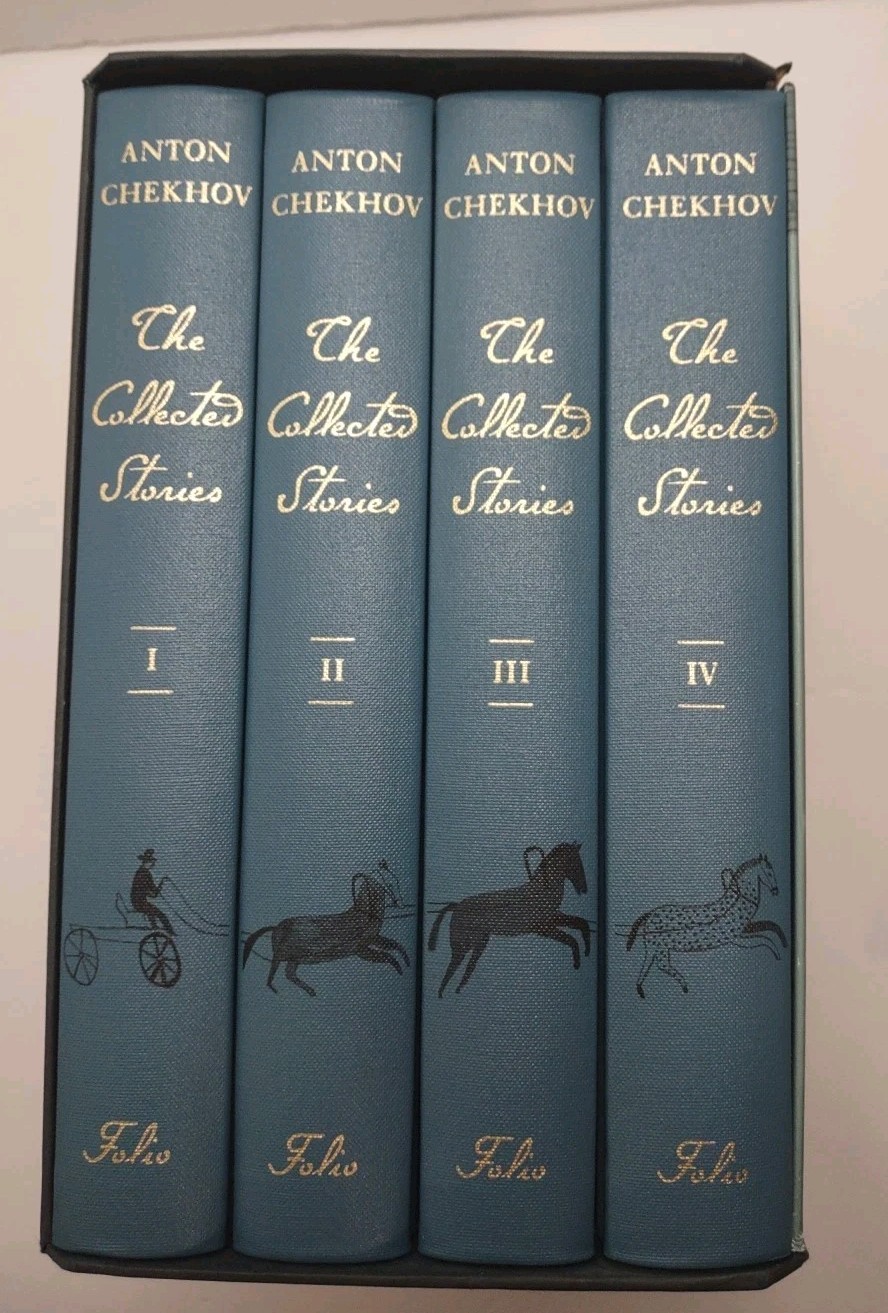 ANTON
CHEKHOV
The
Collected
Stories
I
Folio
ANTON
CHEKHOV
The
Collected
Stories
II
Folio
ANTON
CHEKHOV
The
Collected
Stories
III
Folio
ANTON
CHEKHOV
The
Collected
Stories
IV
Folio